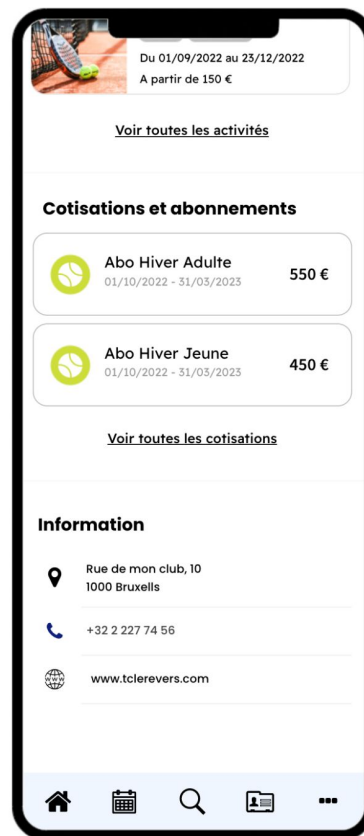 Du 01/09/2022 au 23/12/2022
A partir de 150 €
Voir toutes les activités
Cotisations et abonnements
Abo Hiver Adulte
01/10/2022 - 31/03/2023
550 €
Abo Hiver Jeune
01/10/2022 - 31/03/2023
450 €
Voir toutes les cotisations
Information
Rue de mon club, 10
1000 Bruxells
+32 2 227 74 56
www
www.tclerevers.com